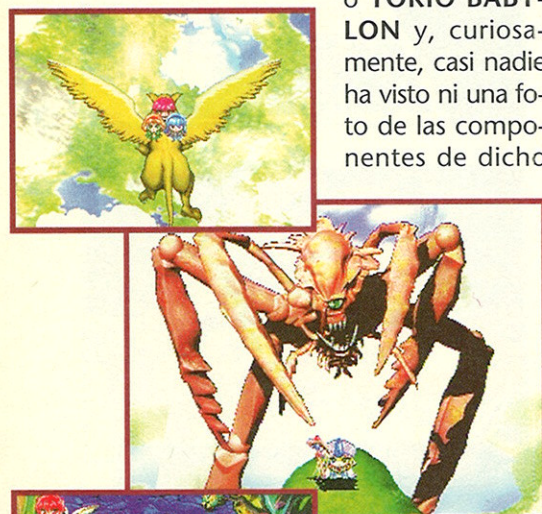 o TOKIO BABY-
LON y, curiosa-
mente, casi nadie
ha visto ni una fo-
to de las compo-
nentes de dicho